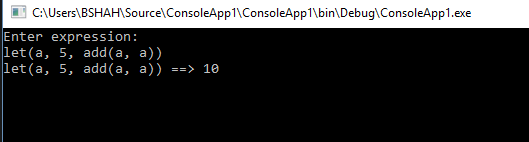 C:\Users\BSHAH\Source\ConsoleApp1\ConsoleApp1\bin\Debug\ConsoleApp1.exe
Enter expression:
let(a, 5, add(a, a))
let(a, 5, add(a, a)) ==> 10